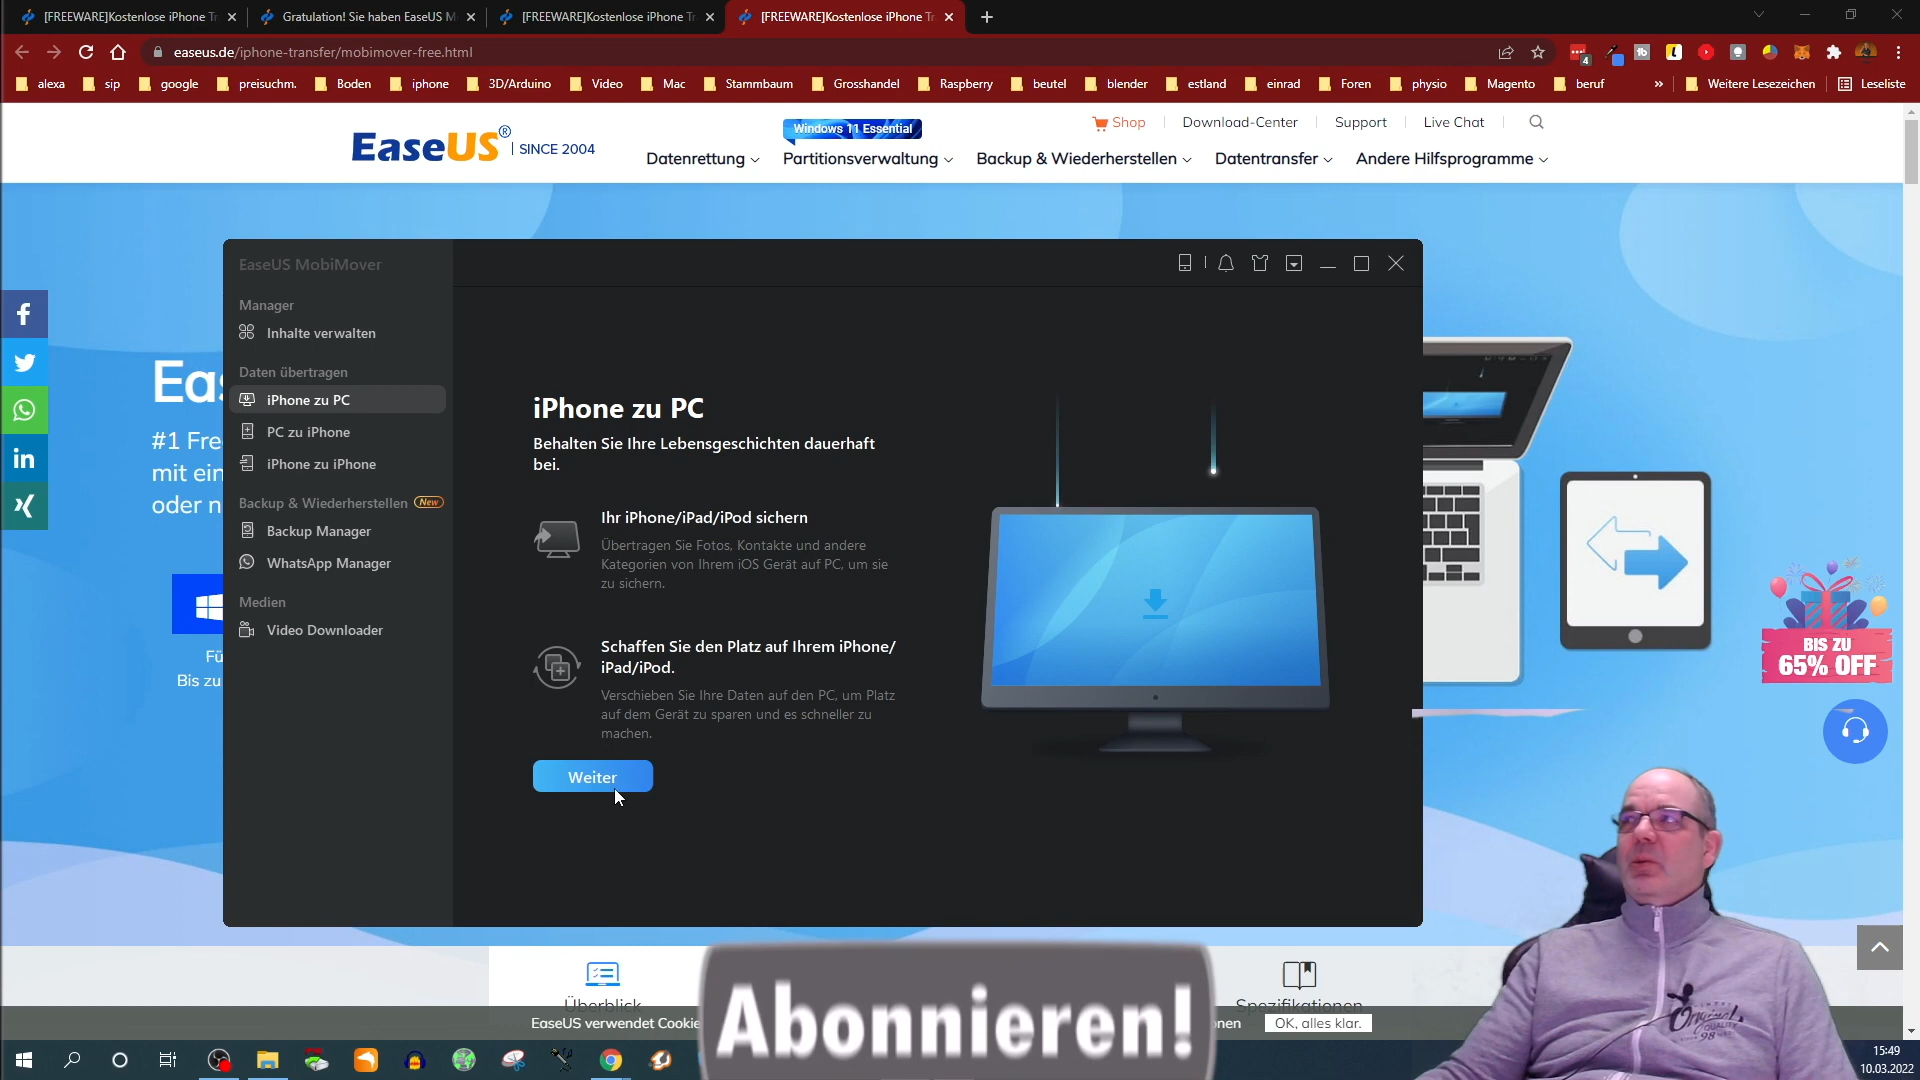 [FREEWARE]Kostenlose iPhone Tr
Gratulation! Sie haben EaseUS M
[FREEWARE]Kostenlose iPhone Tr
[FREEWARE]Kostenlose iPhone Tr
easeus.de/iphone-transfer/mobimover-free.html
4
alexa
sip
google
preisuchm.
Boden
iphone
3D/Arduino
Video
Mac
Stammbaum
Grosshandel
Raspberry
beutel
blender
estland
einrad
Foren
physio
Magento
beruf
»
Weitere Lesezeichen
Leseliste
EaseUS®
SINCE 2004
Windows 11 Essential
Shop
Download-Center
Support
Live Chat
Datenrettung
Partitionsverwaltung
Backup & Wiederherstellen
Datentransfer
Andere Hilfsprogramme
Eas
#1 Fre
mit ein
oder n
Fü
Bis zu
EaseUS MobiMover
Manager
Inhalte verwalten
Daten übertragen
iPhone zu PC
PC zu iPhone
iPhone zu iPhone
Backup & Wiederherstellen New
Backup Manager
WhatsApp Manager
Medien
Video Downloader
iPhone zu PC
Behalten Sie Ihre Lebensgeschichten dauerhaft
bei.
Ihr iPhone/iPad/iPod sichern
Übertragen Sie Fotos, Kontakte und andere
Kategorien von Ihrem iOS Gerät auf PC, um sie
zu sichern.
Schaffen Sie den Platz auf Ihrem iPhone/
iPad/iPod.
Verschieben Sie Ihre Daten auf den PC, um Platz
auf dem Gerät zu sparen und es schneller zu
machen.
Weiter
BIS ZU
65% OFF
Überblick
Spezifikationen
EaseUS verwendet Cookie
nen
OK, alles klar.
Abonnieren!
Original
QUALITY
98
15:49
10.03.2022